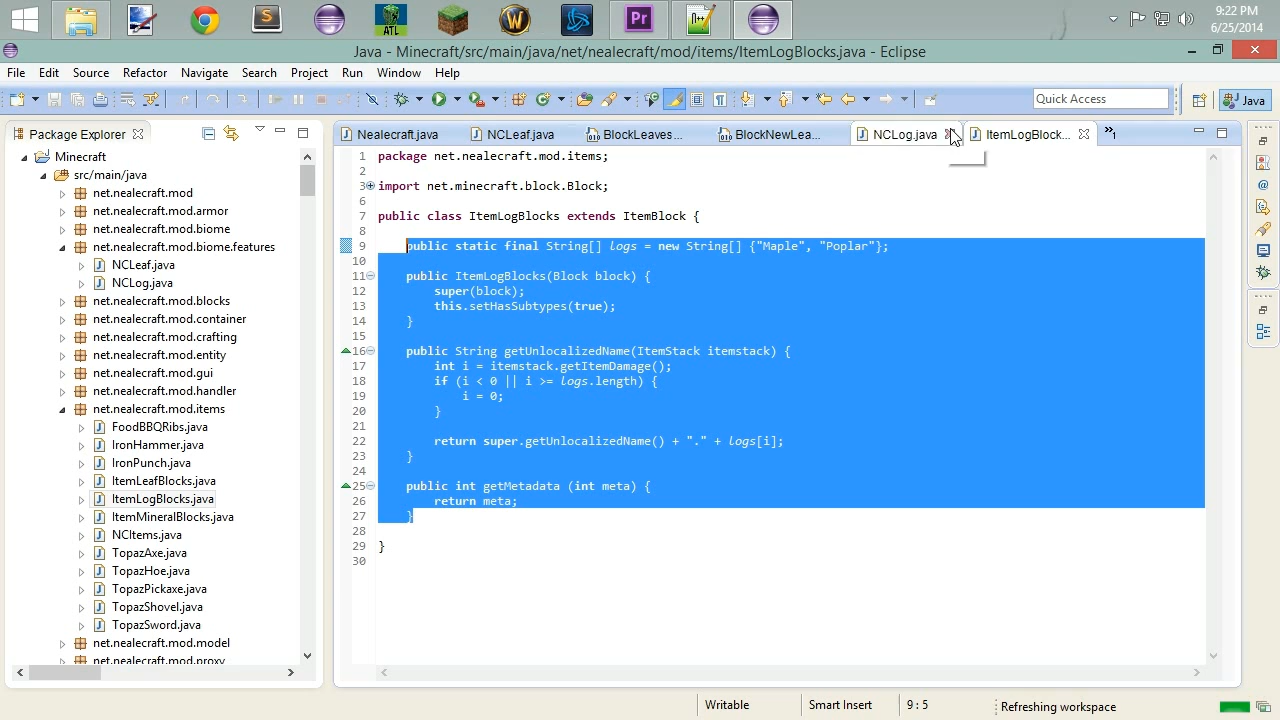 9:22 PM
6/25/2014
ATL
Pr
Java - Minecraft/src/main/java/net/nealecraft/mod/items/ItemLogBlocks.java - Eclipse
File Edit Source Refactor Navigate Search Project Run Window Help
Quick Access
Java
Package Explorer
Nealecraft.java
NCLeaf.java
BlockLeaves...
BlockNewLea...
NCLog.java
ItemLogBlock...
»1
Minecraft
src/main/java
net.nealecraft.mod
net.nealecraft.mod.armor
net.nealecraft.mod.biome
net.nealecraft.mod.biome.features
NCLeaf.java
NCLog.java
net.nealecraft.mod.blocks
net.nealecraft.mod.container
net.nealecraft.mod.crafting
net.nealecraft.mod.entity
net.nealecraft.mod.gui
net.nealecraft.mod.handler
net.nealecraft.mod.items
FoodBBQRibs.java
IronHammer.java
IronPunch.java
ItemLeafBlocks.java
ItemLogBlocks.java
ItemMineralBlocks.java
NCItems.java
TopazAxe.java
TopazHoe.java
TopazPickaxe.java
TopazShovel.java
TopazSword.java
net.nealecraft.mod.model
net.nealecraft.mod.proxy
1 package net.nealecraft.mod.items;
2
3 import net.minecraft.block.Block;
6
7 public class ItemLogBlocks extends ItemBlock {
8
9 public static final String[] logs = new String[] {"Maple", "Poplar"};
10
11 public ItemLogBlocks(Block block) {
12 super(block);
13 this.setHasSubtypes(true);
14 }
15
16 public String getUnlocalizedName(ItemStack itemstack) {
17 int i = itemstack.getItemDamage();
18 if (i < 0 || i >= logs.length) {
19 i = 0;
20 }
21
22 return super.getUnlocalizedName() + "." + logs[i];
23 }
24
25 public int getMetadata (int meta) {
26 return meta;
27 }
28
29 }
30
Writable
Smart Insert
9 : 5
Refreshing workspace